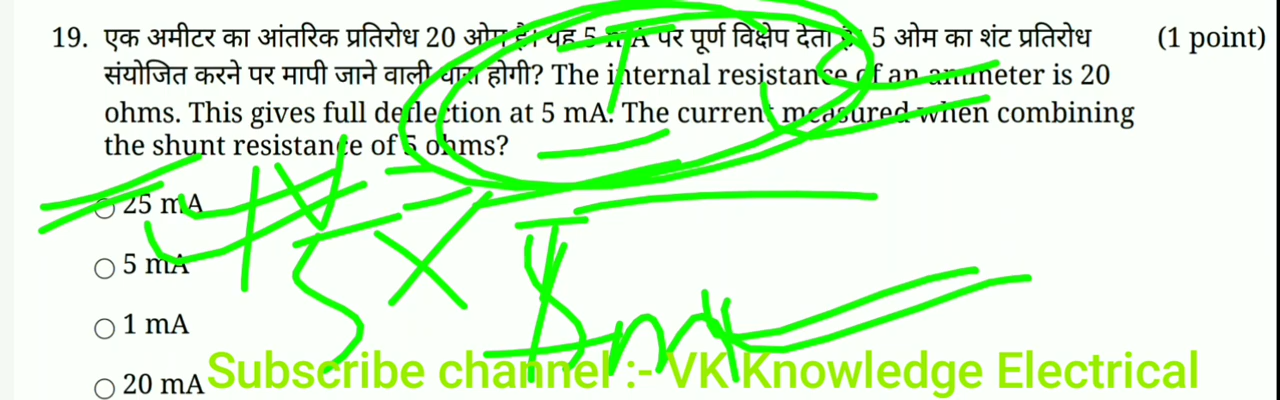 19. एक अमीटर का आंतरिक प्रतिरोध 20 ओम है। यह 5 mA पर पूर्ण विक्षेप देता है 5 ओम का शंट प्रतिरोध (1 point)
संयोजित करने पर मापी जाने वाली धारा होगी? The internal resistance of an ammeter is 20
ohms. This gives full deflection at 5 mA. The current measured when combining
the shunt resistance of 5 ohms?
25 mA
5 mA
1 mA
20 mA
Subscribe channel :- VK Knowledge Electrical